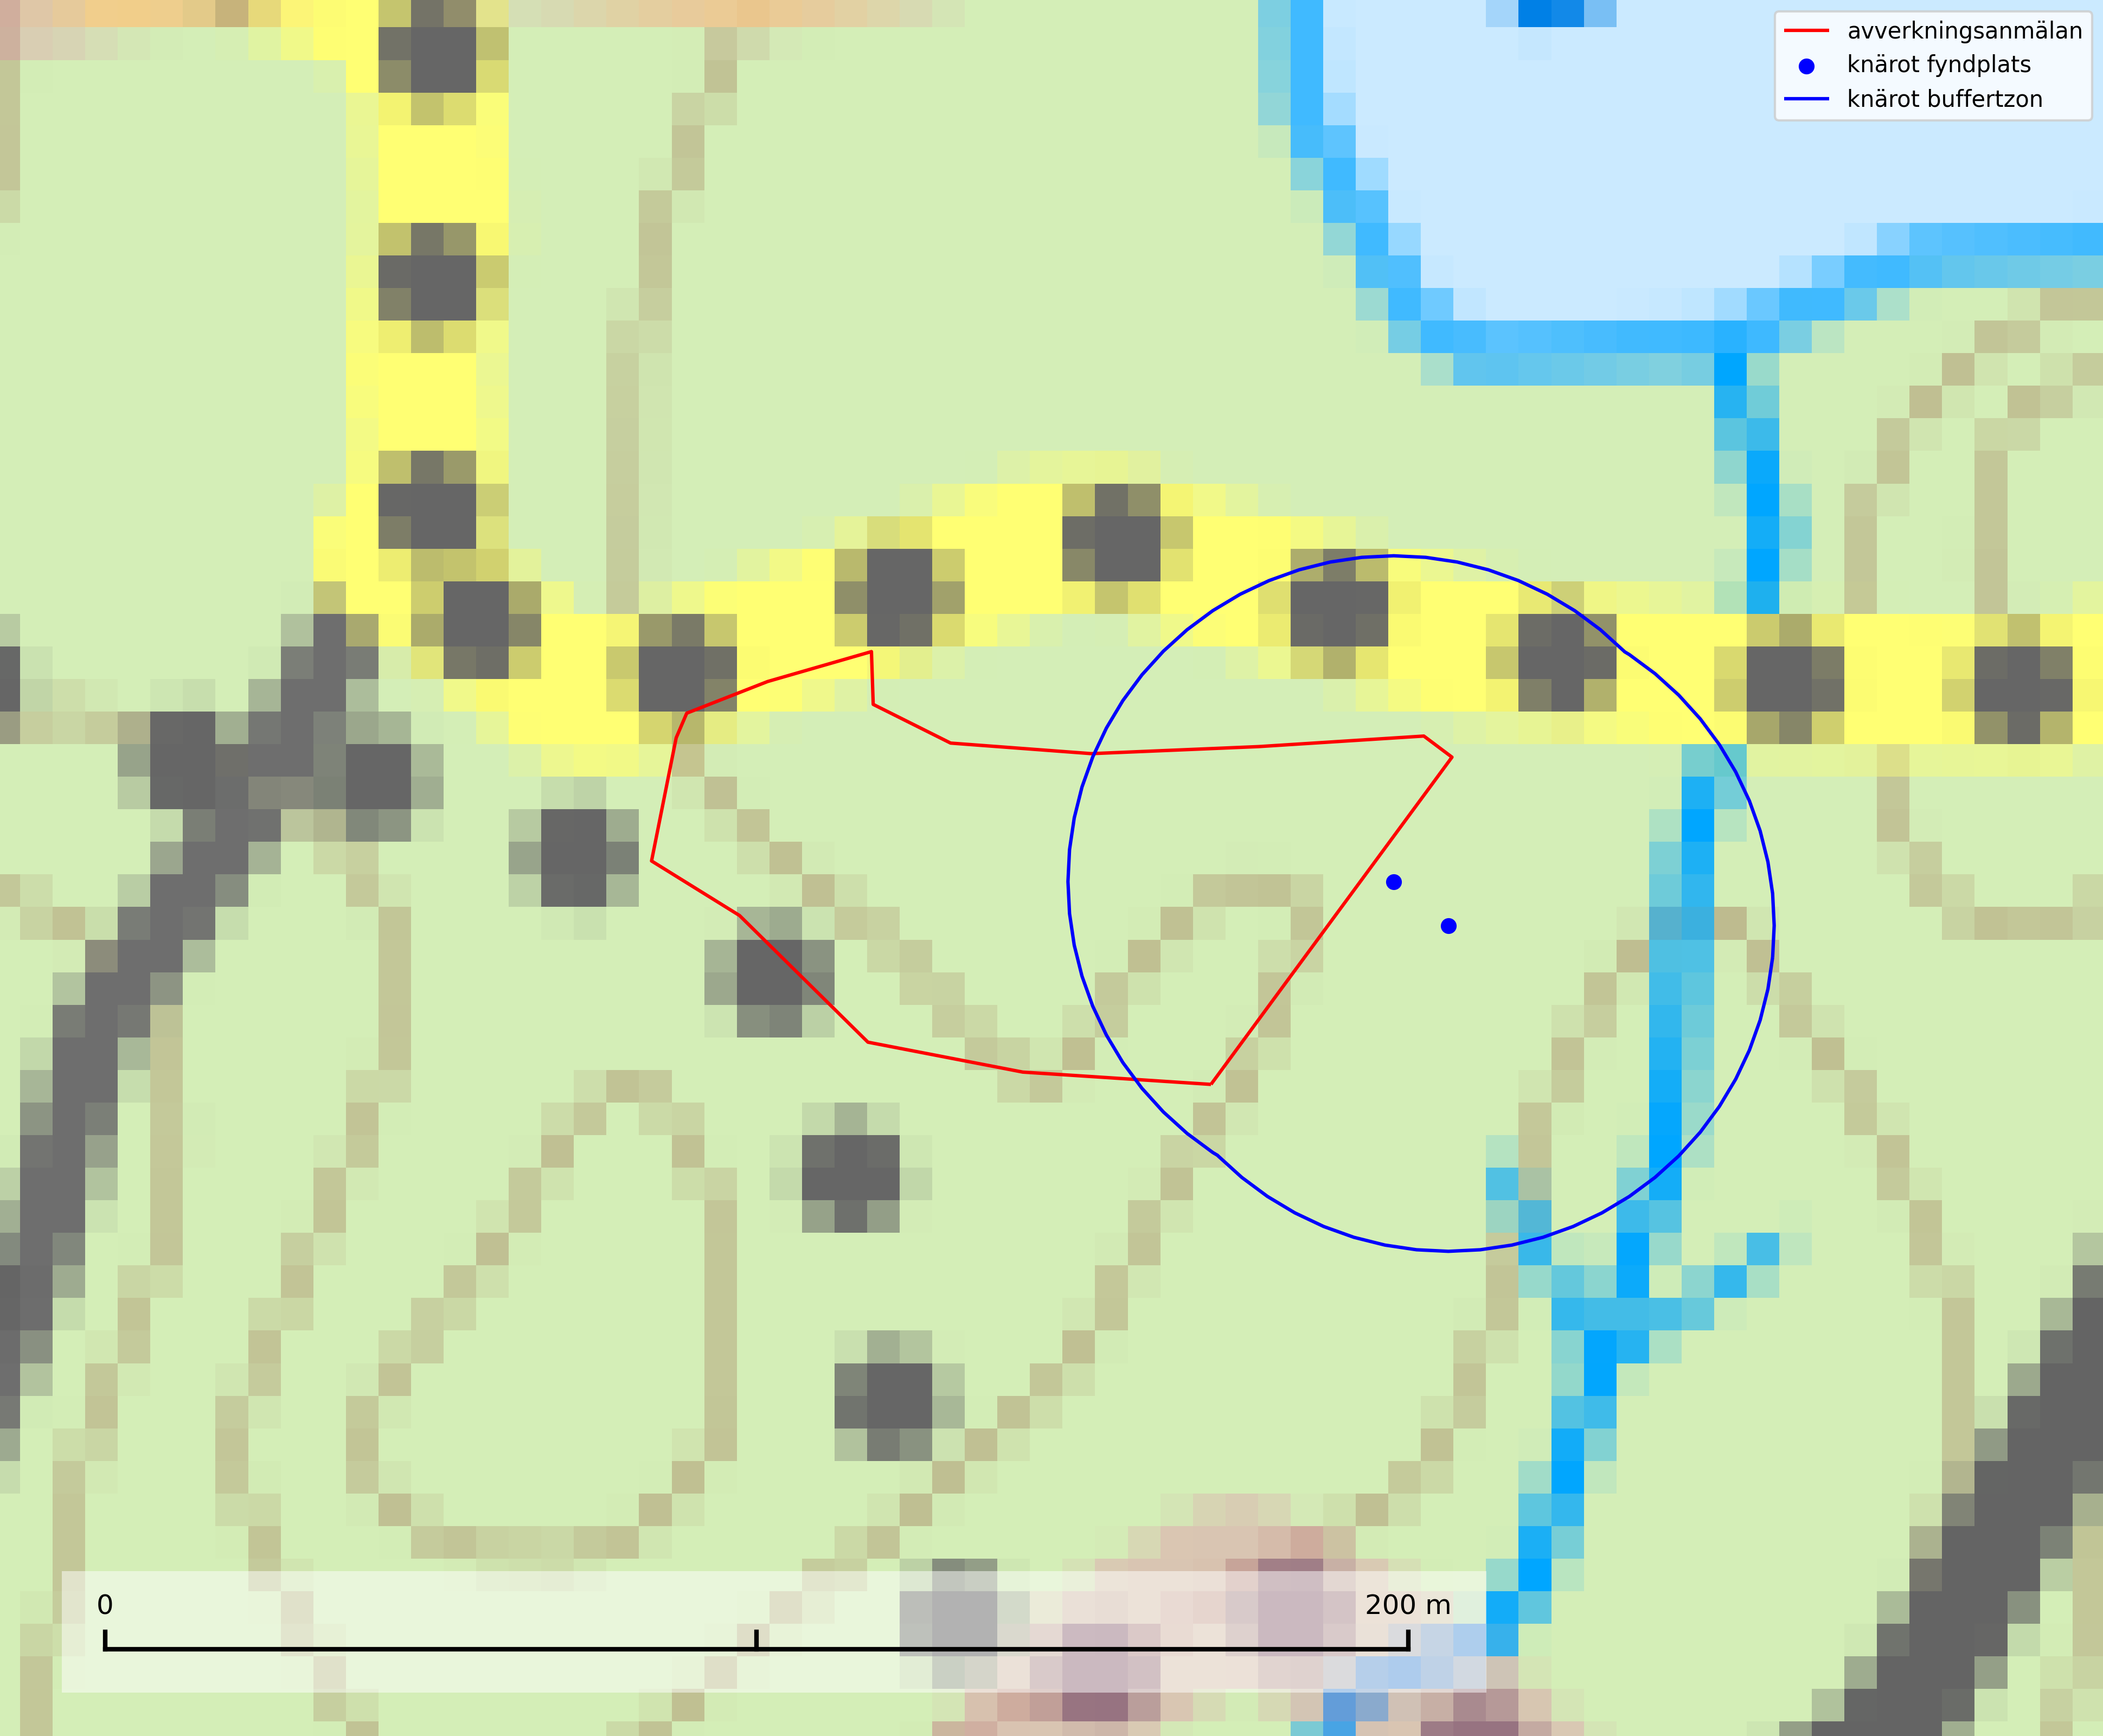 avverkningsanmälan
knärot fyndplats
knärot buffertzon
0
200 m